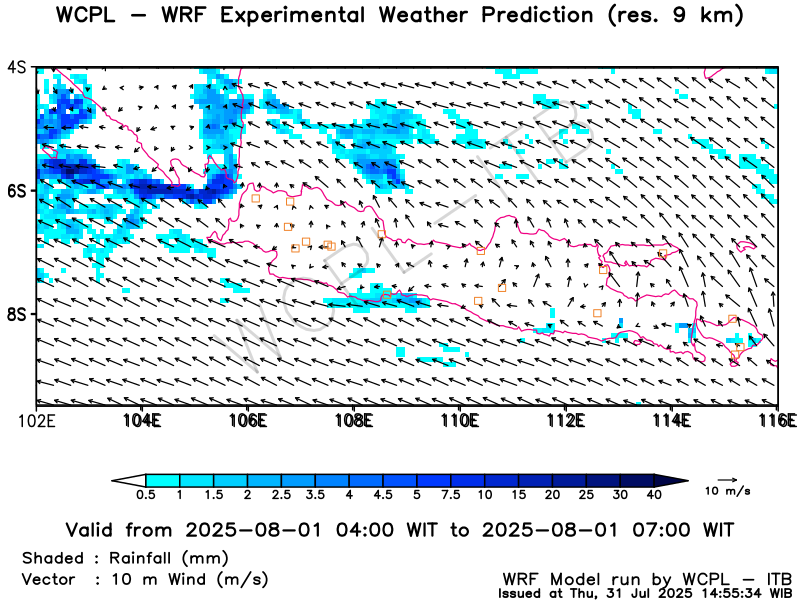 WCPL – WRF Experimental Weather Prediction (res. 9 km)
4S
6S
8S
102E 104E 106E 108E 110E 112E 114E 116E
WCPL-ITB
0.5 1 1.5 2 2.5 3.5 4 4.5 5 7.5 10 15 20 25 30 40
10 m/s
Valid from 2025-08-01 04:00 WIT to 2025-08-01 07:00 WIT
Shaded : Rainfall (mm)
Vector : 10 m Wind (m/s)
WRF Model run by WCPL – ITB
Issued at Thu, 31 Jul 2025 14:55:34 WIB